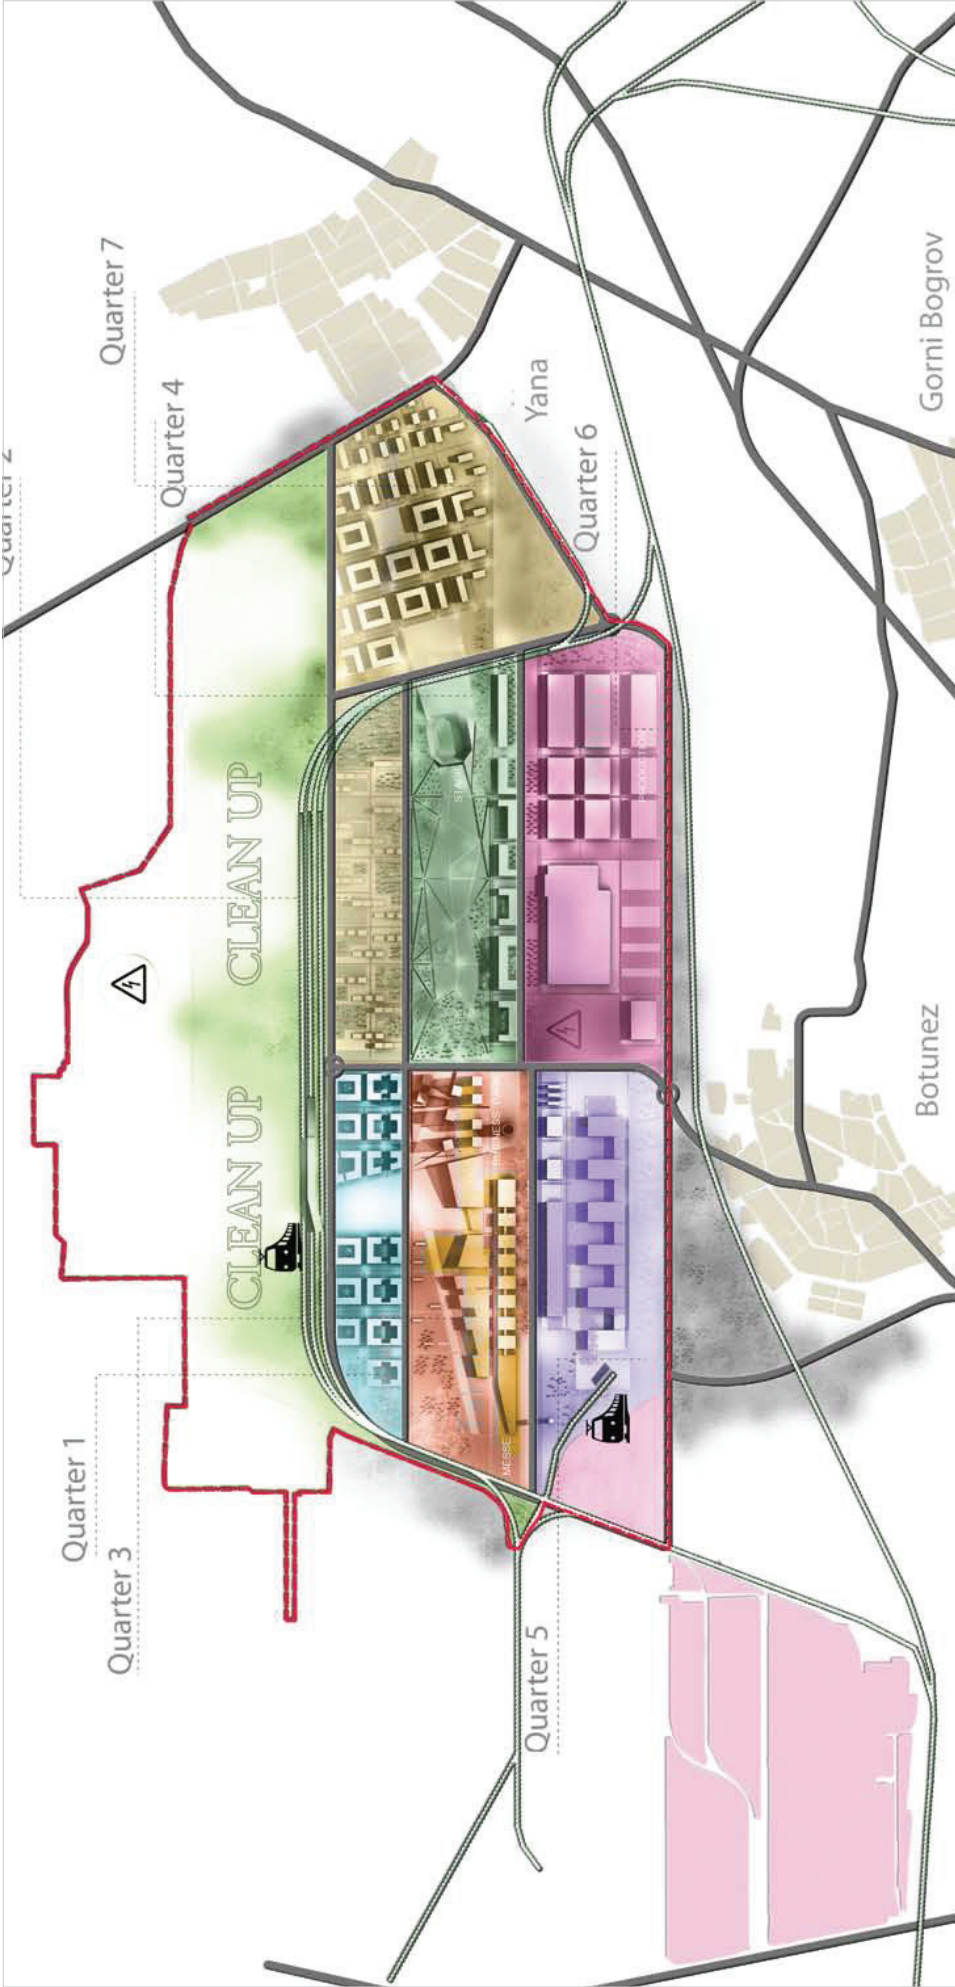 Quarter 1
Quarter 3
Quarter 2
Quarter 4
Quarter 7
CLEAN UP
CLEAN UP
Quarter 5
MESSE
Quarter 6
Yana
Botunez
Gorni Bogrov